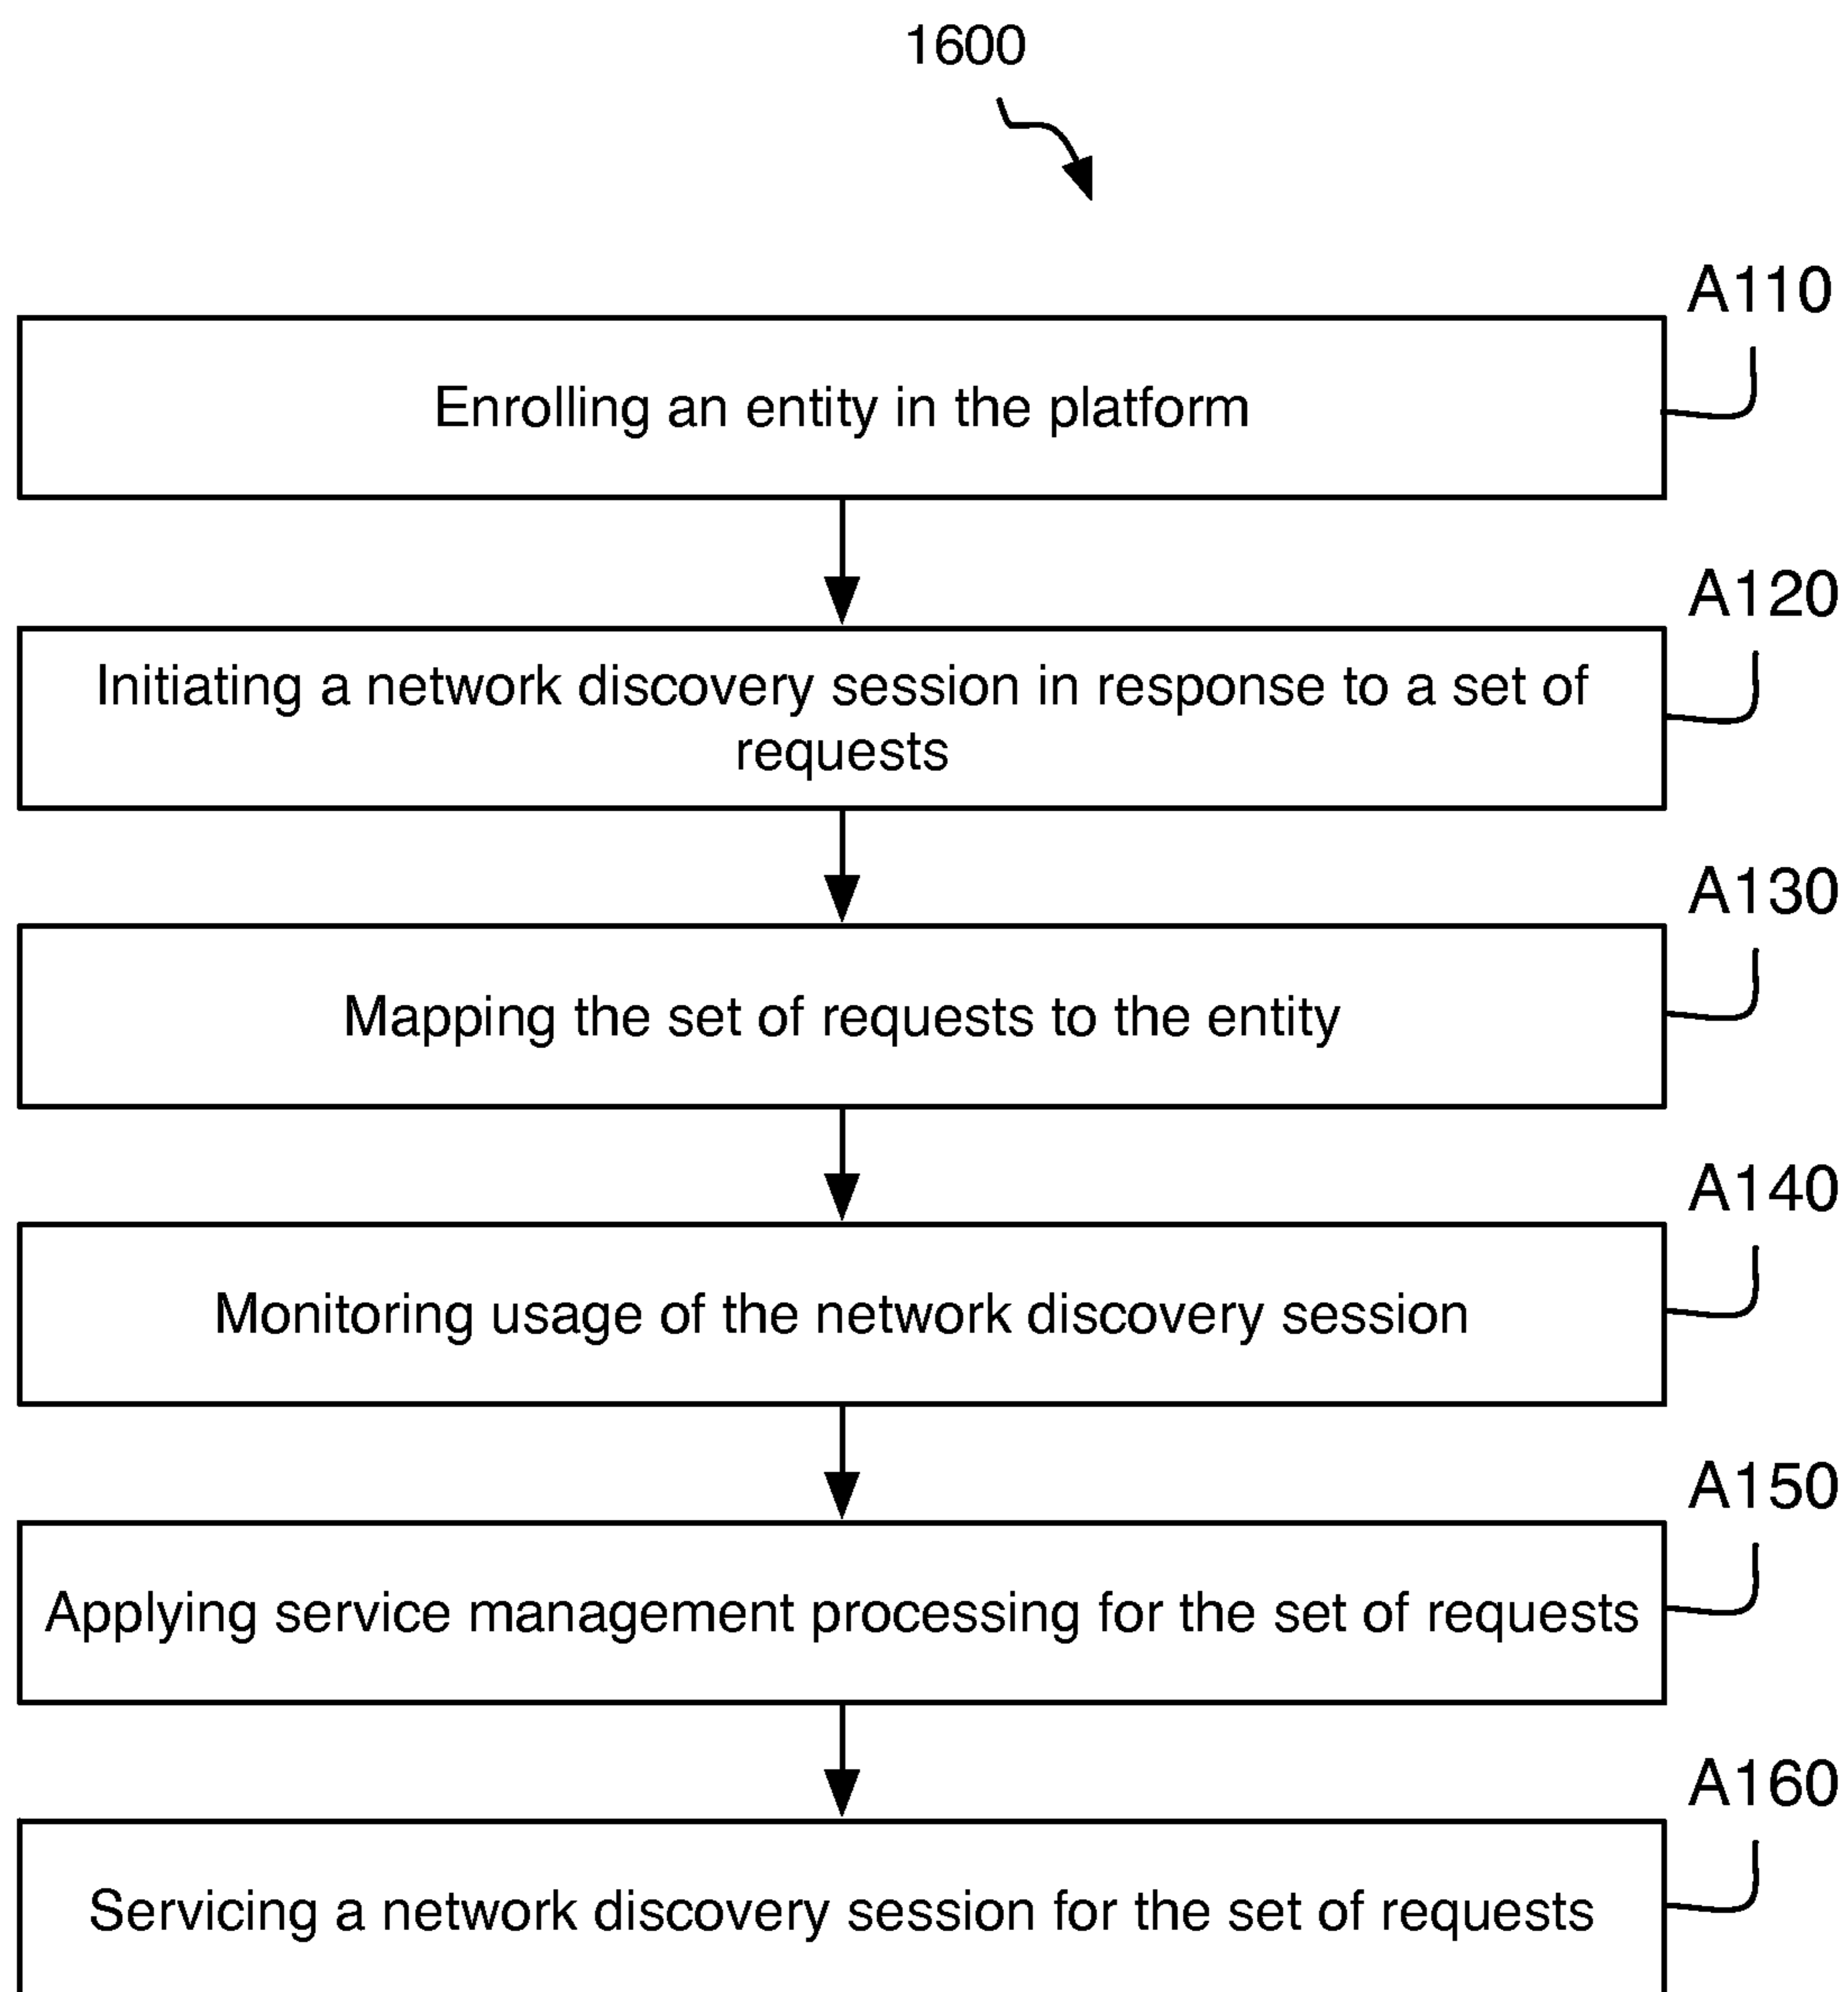 1600
A110
Enrolling an entity in the platform
A120
Initiating a network discovery session in response to a set of
requests
A130
Mapping the set of requests to the entity
A140
Monitoring usage of the network discovery session
A150
Applying service management processing for the set of requests
A160
Servicing a network discovery session for the set of requests